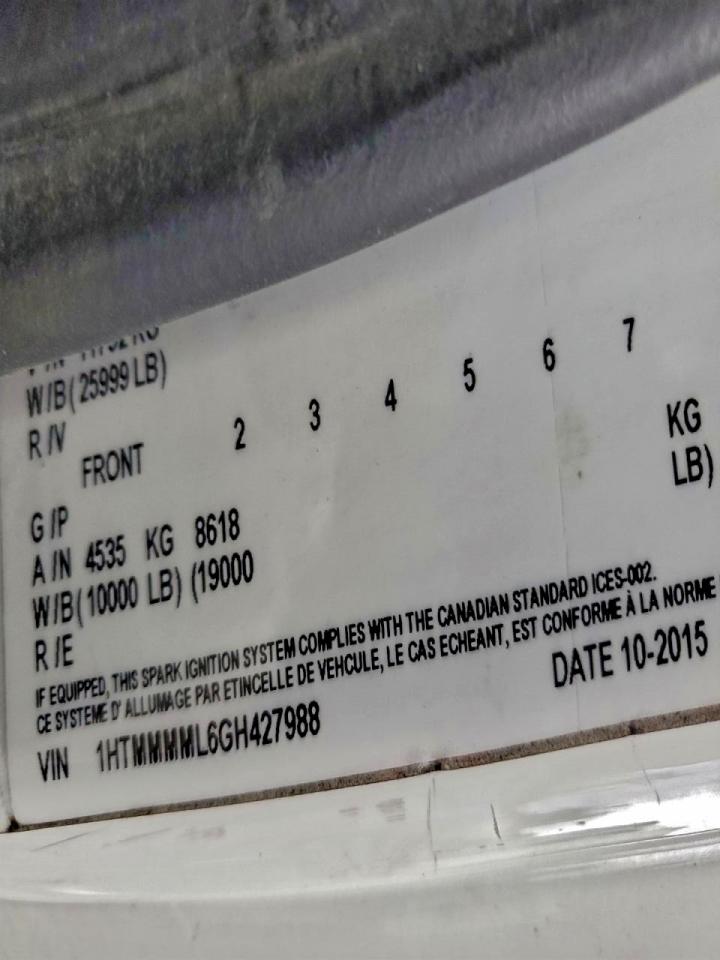 W/B(25999 LB)
R/V
FRONT 2 3 4 5 6 7
G/P
A/N 4535 KG 8618 KG
W/B(10000 LB) (19000 LB)
R/E
IF EQUIPPED, THIS SPARK IGNITION SYSTEM COMPLIES WITH THE CANADIAN STANDARD ICES-002.
CE SYSTEME D' ALLUMAGE PAR ETINCELLE DE VEHCULE, LE CAS ECHEANT, EST CONFORME À LA NORME
DATE 10-2015
VIN 1HTMMMML6GH427988